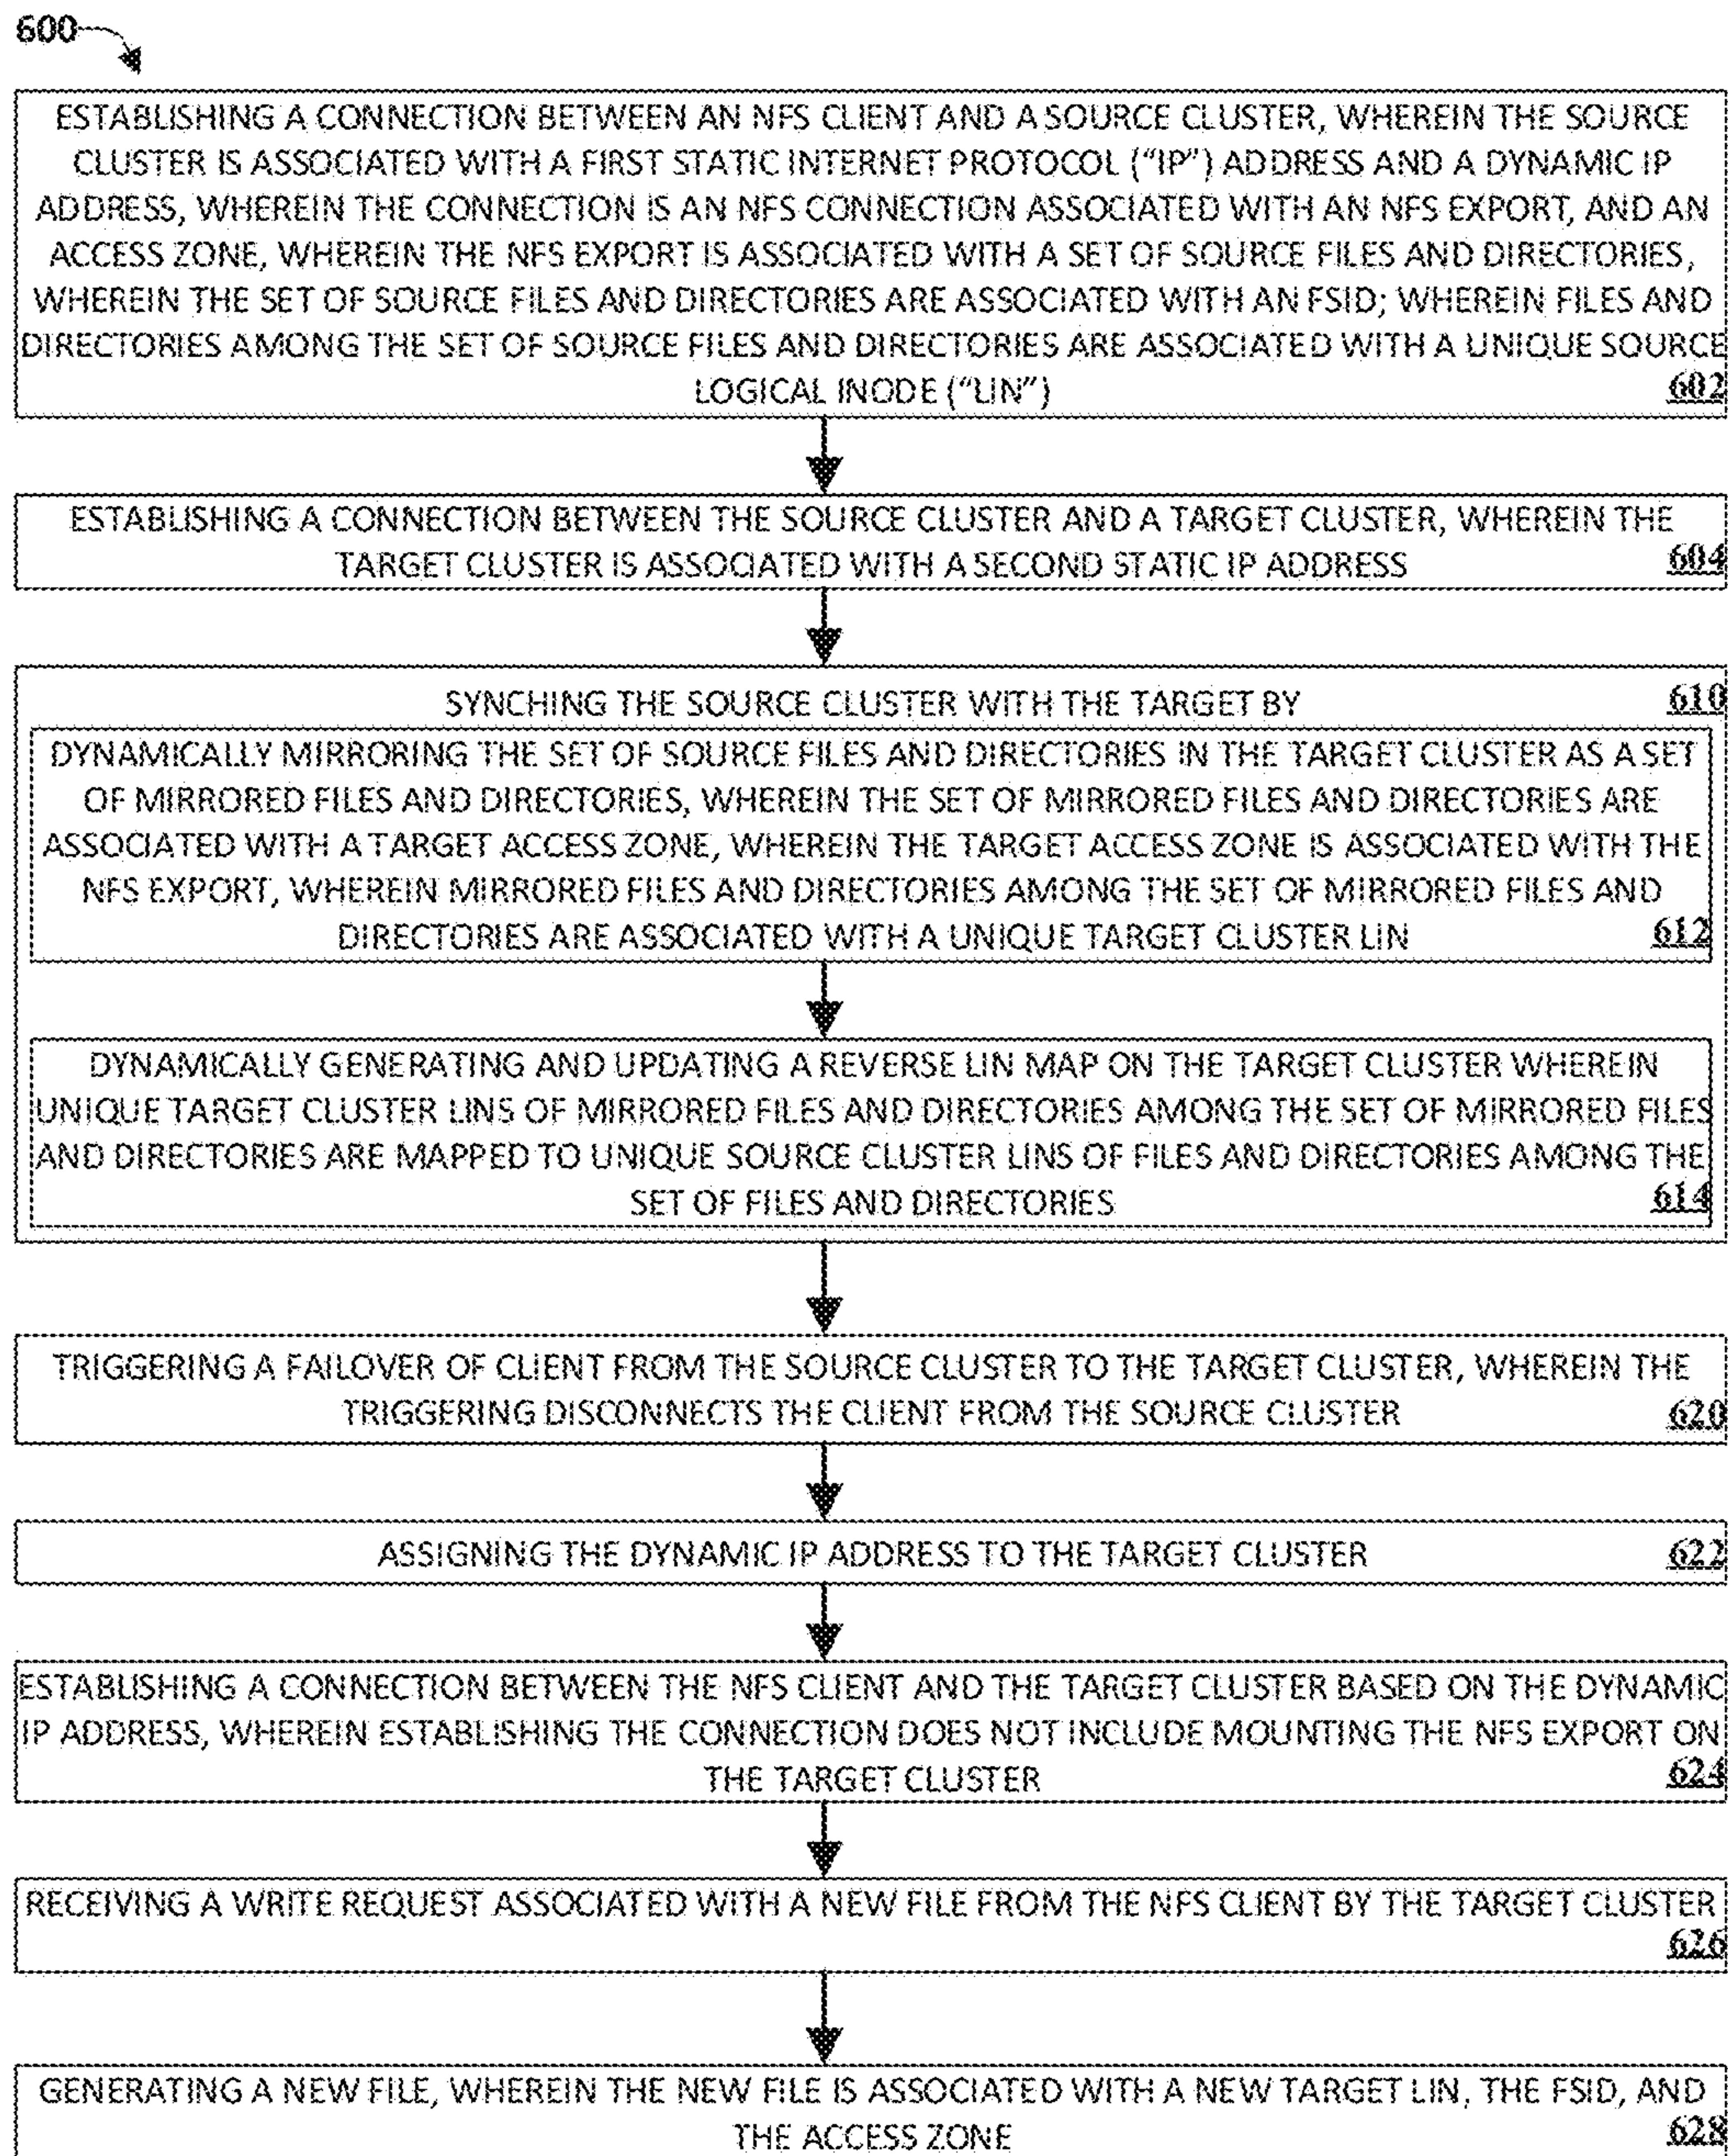 600
ESTABLISHING A CONNECTION BETWEEN AN NFS CLIENT AND A SOURCE CLUSTER, WHEREIN THE SOURCE
CLUSTER IS ASSOCIATED WITH A FIRST STATIC INTERNET PROTOCOL ("IP") ADDRESS AND A DYNAMIC IP
ADDRESS, WHEREIN THE CONNECTION IS AN NFS CONNECTION ASSOCIATED WITH AN NFS EXPORT, AND AN
ACCESS ZONE, WHEREIN THE NFS EXPORT IS ASSOCIATED WITH A SET OF SOURCE FILES AND DIRECTORIES,
WHEREIN THE SET OF SOURCE FILES AND DIRECTORIES ARE ASSOCIATED WITH AN FSID; WHEREIN FILES AND
DIRECTORIES AMONG THE SET OF SOURCE FILES AND DIRECTORIES ARE ASSOCIATED WITH A UNIQUE SOURCE
LOGICAL INODE ("LIN") 602
ESTABLISHING A CONNECTION BETWEEN THE SOURCE CLUSTER AND A TARGET CLUSTER, WHEREIN THE
TARGET CLUSTER IS ASSOCIATED WITH A SECOND STATIC IP ADDRESS 604
SYNCHING THE SOURCE CLUSTER WITH THE TARGET BY 610
DYNAMICALLY MIRRORING THE SET OF SOURCE FILES AND DIRECTORIES IN THE TARGET CLUSTER AS A SET
OF MIRRORED FILES AND DIRECTORIES, WHEREIN THE SET OF MIRRORED FILES AND DIRECTORIES ARE
ASSOCIATED WITH A TARGET ACCESS ZONE, WHEREIN THE TARGET ACCESS ZONE IS ASSOCIATED WITH THE
NFS EXPORT, WHEREIN MIRRORED FILES AND DIRECTORIES AMONG THE SET OF MIRRORED FILES AND
DIRECTORIES ARE ASSOCIATED WITH A UNIQUE TARGET CLUSTER LIN 612
DYNAMICALLY GENERATING AND UPDATING A REVERSE LIN MAP ON THE TARGET CLUSTER WHEREIN
UNIQUE TARGET CLUSTER LINS OF MIRRORED FILES AND DIRECTORIES AMONG THE SET OF MIRRORED FILES
AND DIRECTORIES ARE MAPPED TO UNIQUE SOURCE CLUSTER LINS OF FILES AND DIRECTORIES AMONG THE
SET OF FILES AND DIRECTORIES 614
TRIGGERING A FAILOVER OF CLIENT FROM THE SOURCE CLUSTER TO THE TARGET CLUSTER, WHEREIN THE
TRIGGERING DISCONNECTS THE CLIENT FROM THE SOURCE CLUSTER 620
ASSIGNING THE DYNAMIC IP ADDRESS TO THE TARGET CLUSTER 622
ESTABLISHING A CONNECTION BETWEEN THE NFS CLIENT AND THE TARGET CLUSTER BASED ON THE DYNAMIC
IP ADDRESS, WHEREIN ESTABLISHING THE CONNECTION DOES NOT INCLUDE MOUNTING THE NFS EXPORT ON
THE TARGET CLUSTER 624
RECEIVING A WRITE REQUEST ASSOCIATED WITH A NEW FILE FROM THE NFS CLIENT BY THE TARGET CLUSTER
626
GENERATING A NEW FILE, WHEREIN THE NEW FILE IS ASSOCIATED WITH A NEW TARGET LIN, THE FSID, AND
THE ACCESS ZONE 628